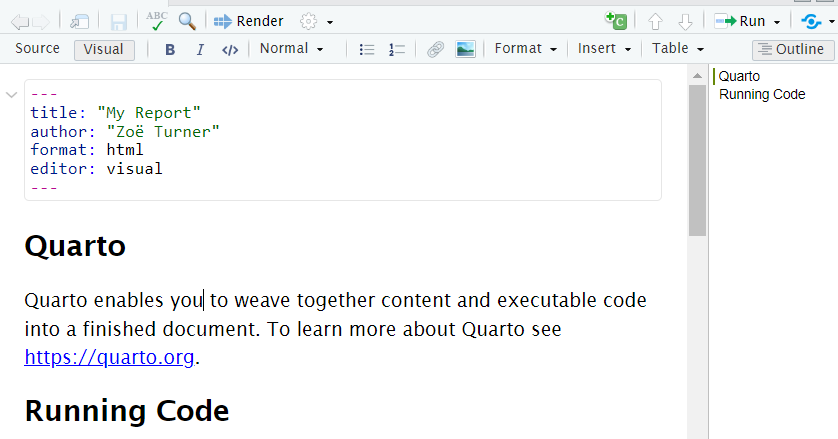 ABC Render Run
Source Visual B I </> Normal Format Insert Table Outline
---
title: "My Report"
author: "Zoë Turner"
format: html
editor: visual
---
Quarto
Quarto enables you to weave together content and executable code
into a finished document. To learn more about Quarto see
https://quarto.org.
Running Code
Quarto
Running Code